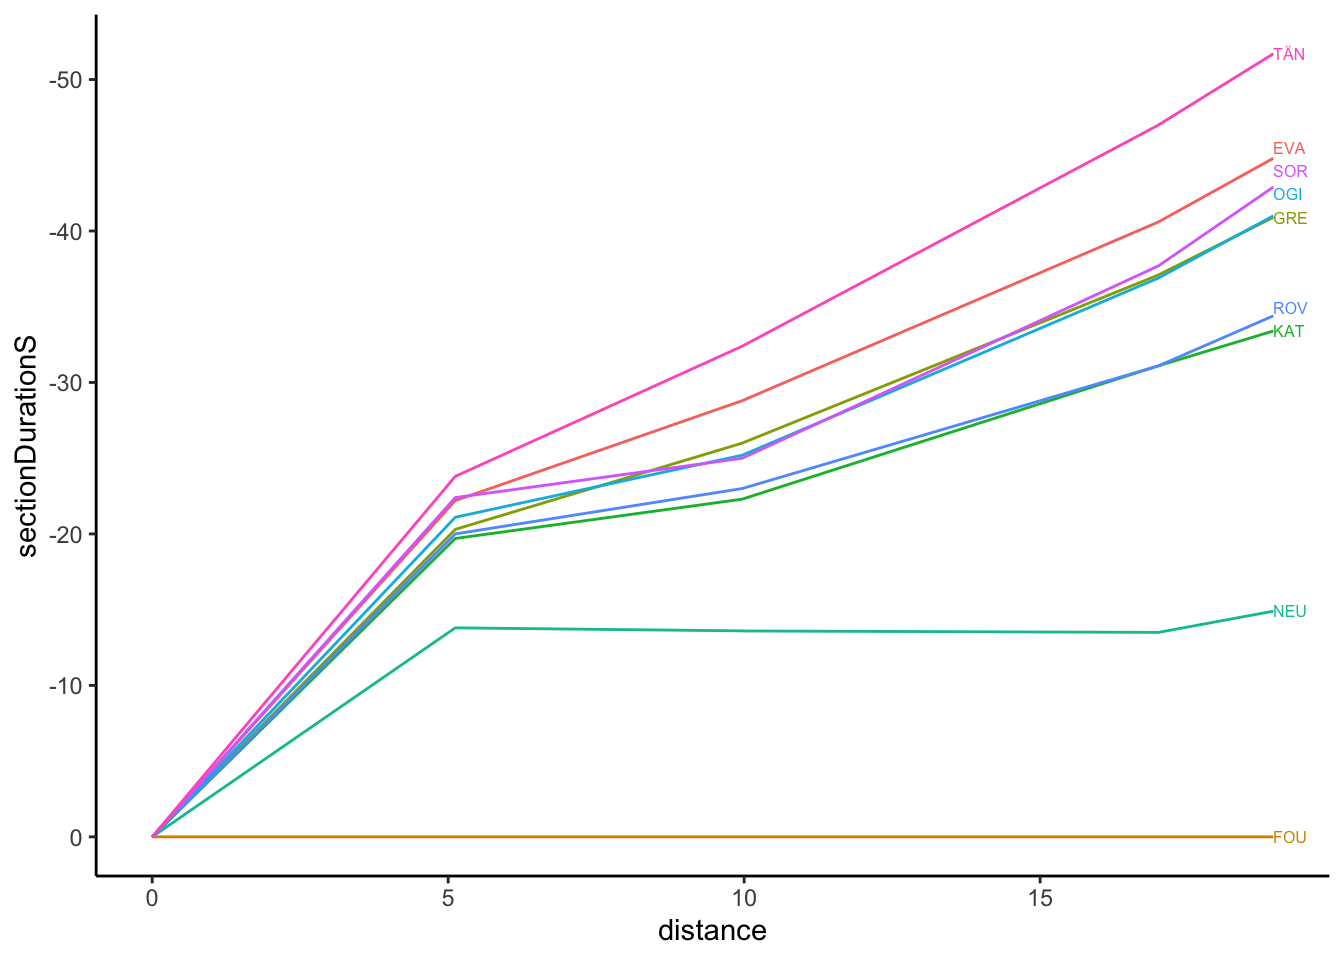 -50
-40
-30
-20
-10
0
sectionDurationS
TÄN
EVA
SOR
OGI
GRE
ROV
KAT
NEU
FOU
0 5 10 15
distance